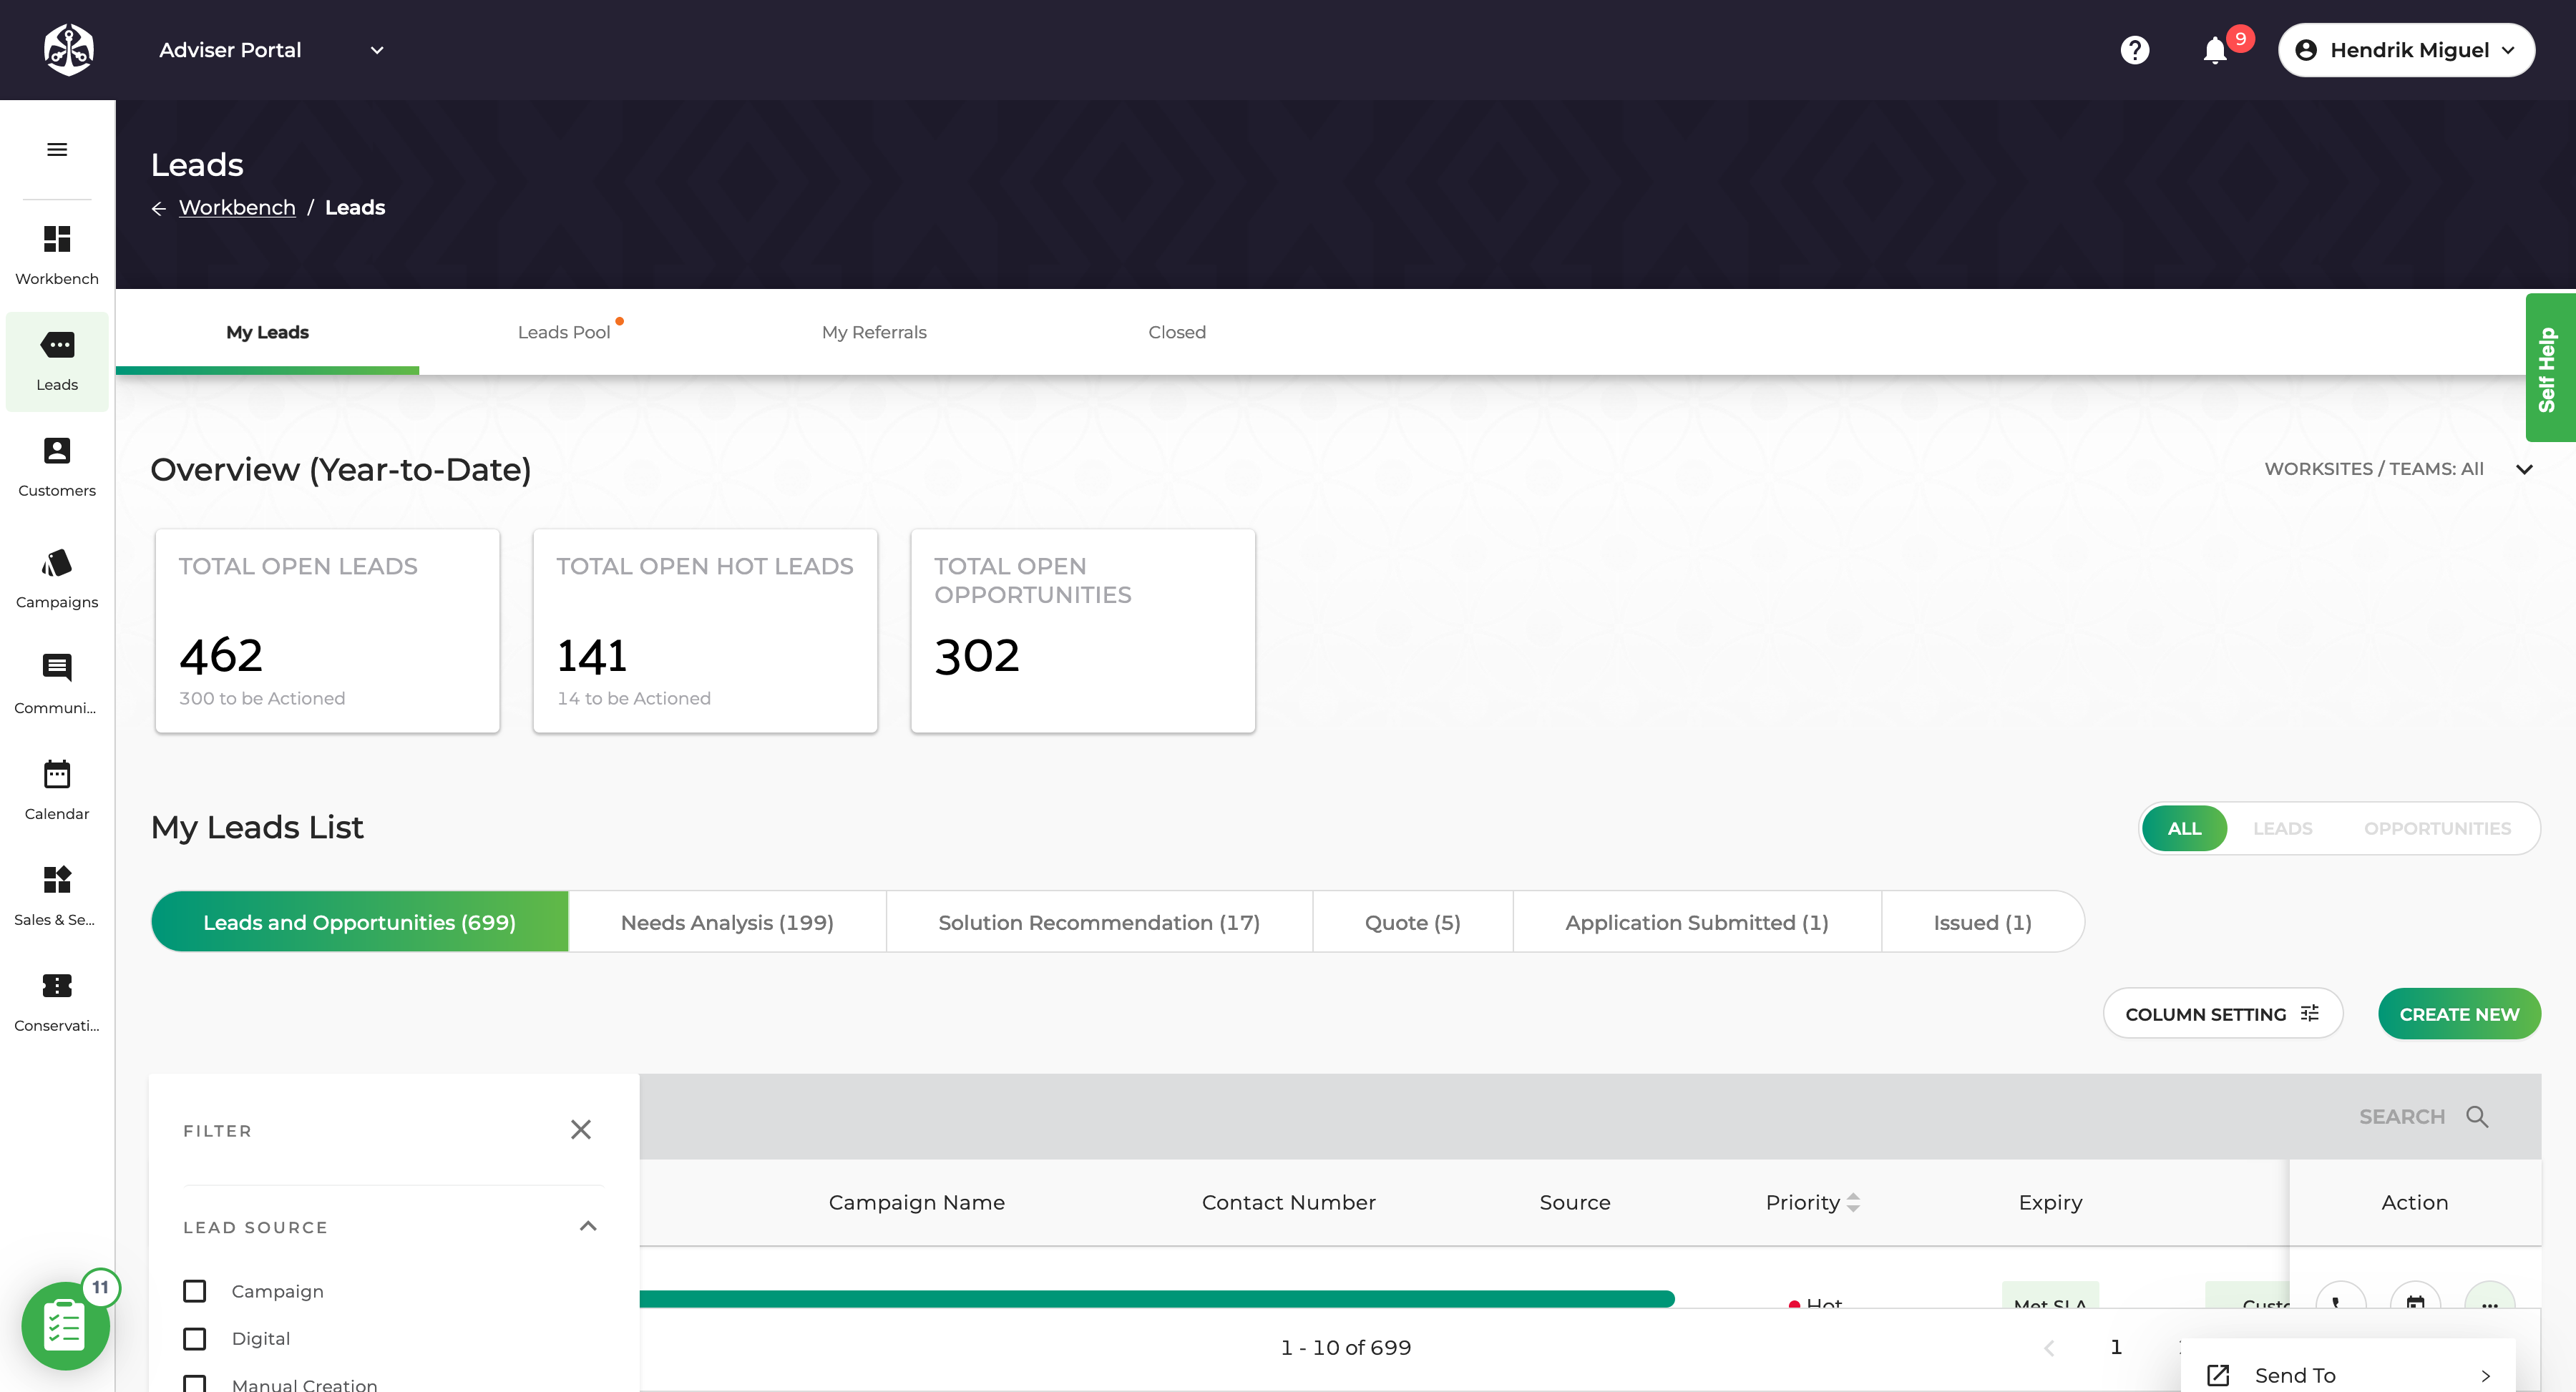 Adviser Portal
9
Hendrik Miguel
Leads
Workbench / Leads
Workbench
Leads
Customers
Campaigns
Communi...
Calendar
Sales & Se...
Conservati...
11
My Leads
Leads Pool
My Referrals
Closed
Self Help
Overview (Year-to-Date)
WORKSITES / TEAMS: All
TOTAL OPEN LEADS
462
300 to be Actioned
TOTAL OPEN HOT LEADS
141
14 to be Actioned
TOTAL OPEN
OPPORTUNITIES
302
My Leads List
ALL
LEADS
OPPORTUNITIES
Leads and Opportunities (699)
Needs Analysis (199)
Solution Recommendation (17)
Quote (5)
Application Submitted (1)
Issued (1)
COLUMN SETTING
CREATE NEW
FILTER
SEARCH
LEAD SOURCE
Campaign
Digital
Manual Creation
Campaign Name
Contact Number
Source
Priority
Expiry
Action
Hot
Met SLA
Custo
1 - 10 of 699
1
Send To